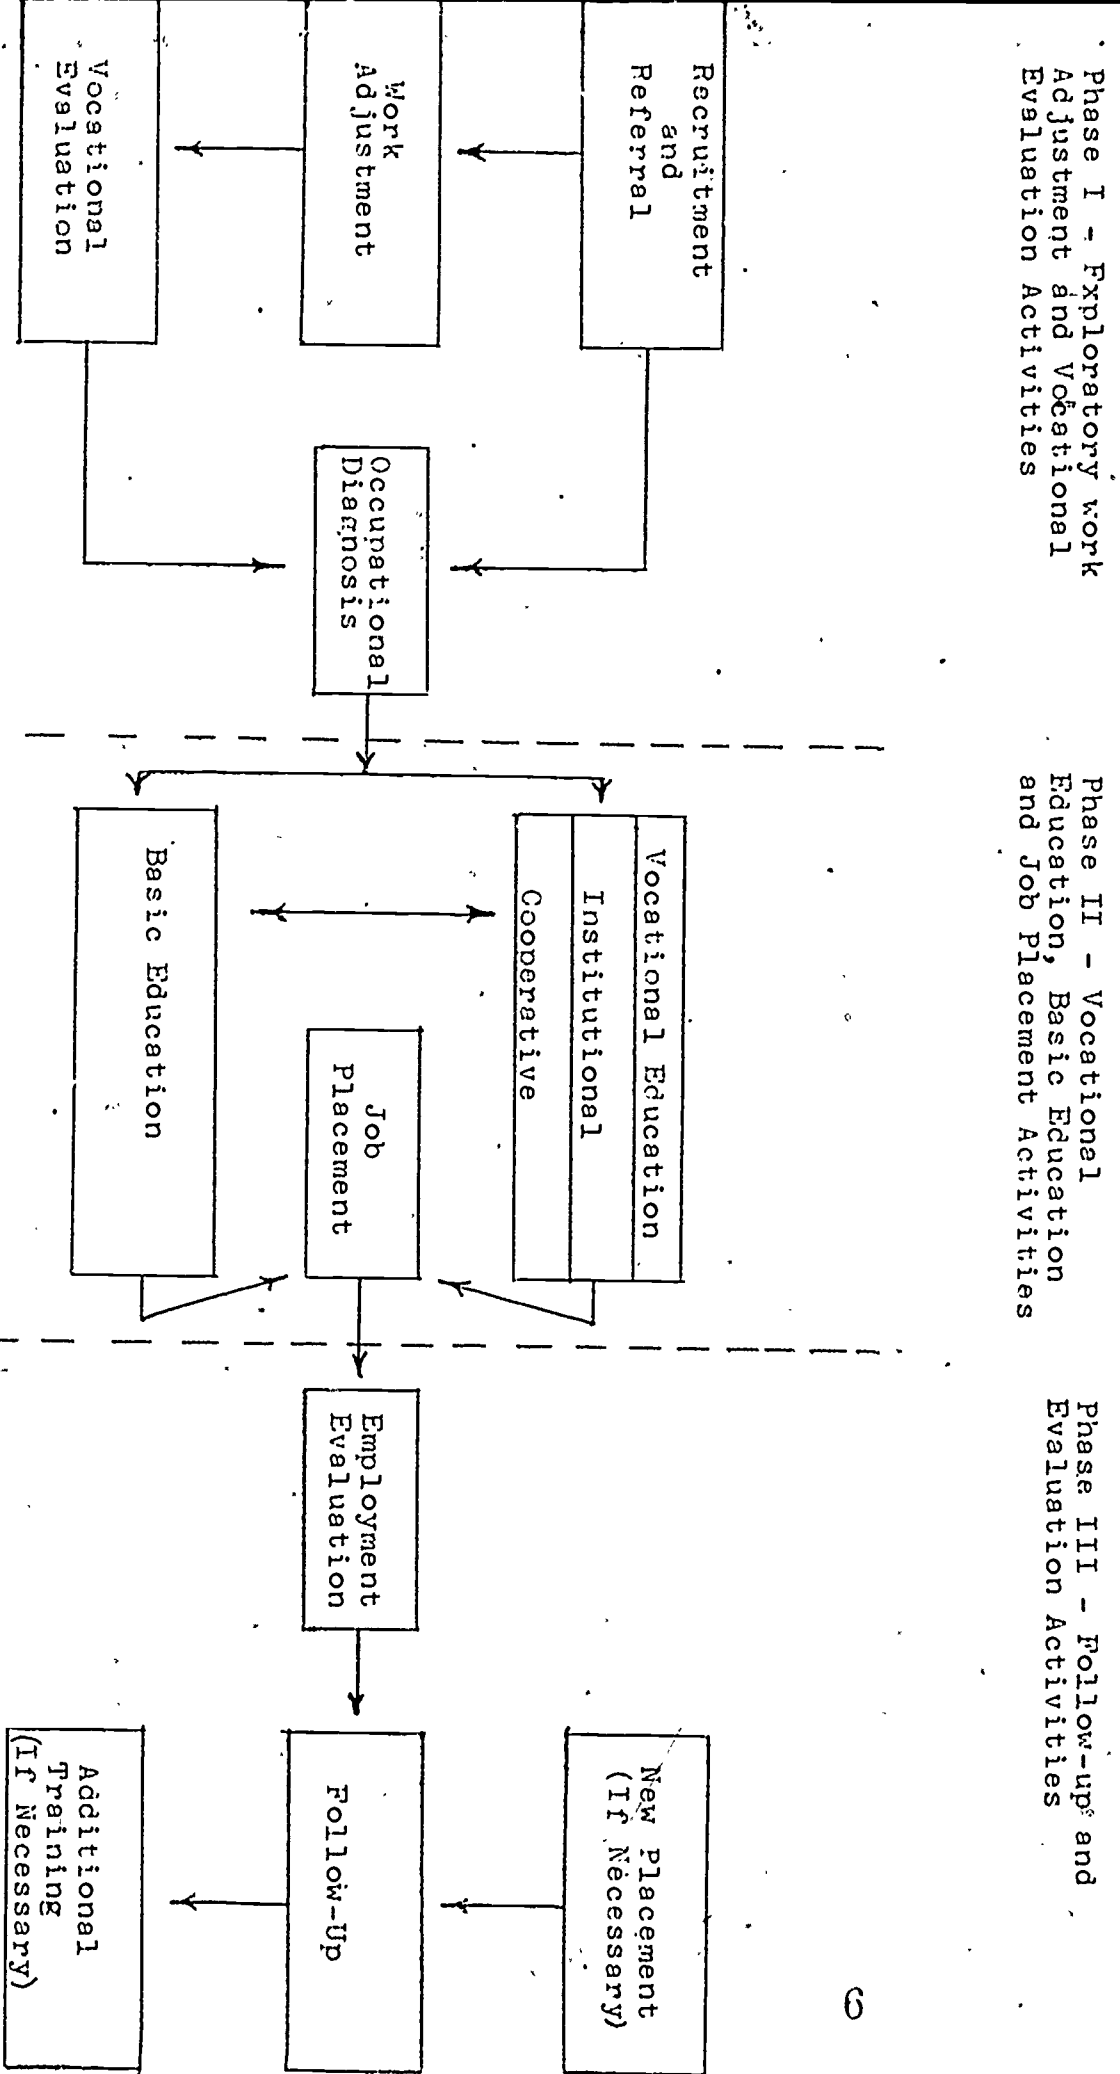 Phase I - Exploratory work
Adjustment and Vocational
Evaluation Activities
Phase II - Vocational
Education, Basic Education
and Job Placement Activities
Phase III - Follow-up and
Evaluation Activities
Recruitment
and
Referral
Work
Adjustment
Vocational
Evaluation
Occupational
Diagnosis
Vocational Education
Institutional
Cooperative
Basic Education
Job
Placement
Employment
Evaluation
New Placement
(If Necessary)
Follow-Up
Additional
Training
(If Necessary)
6